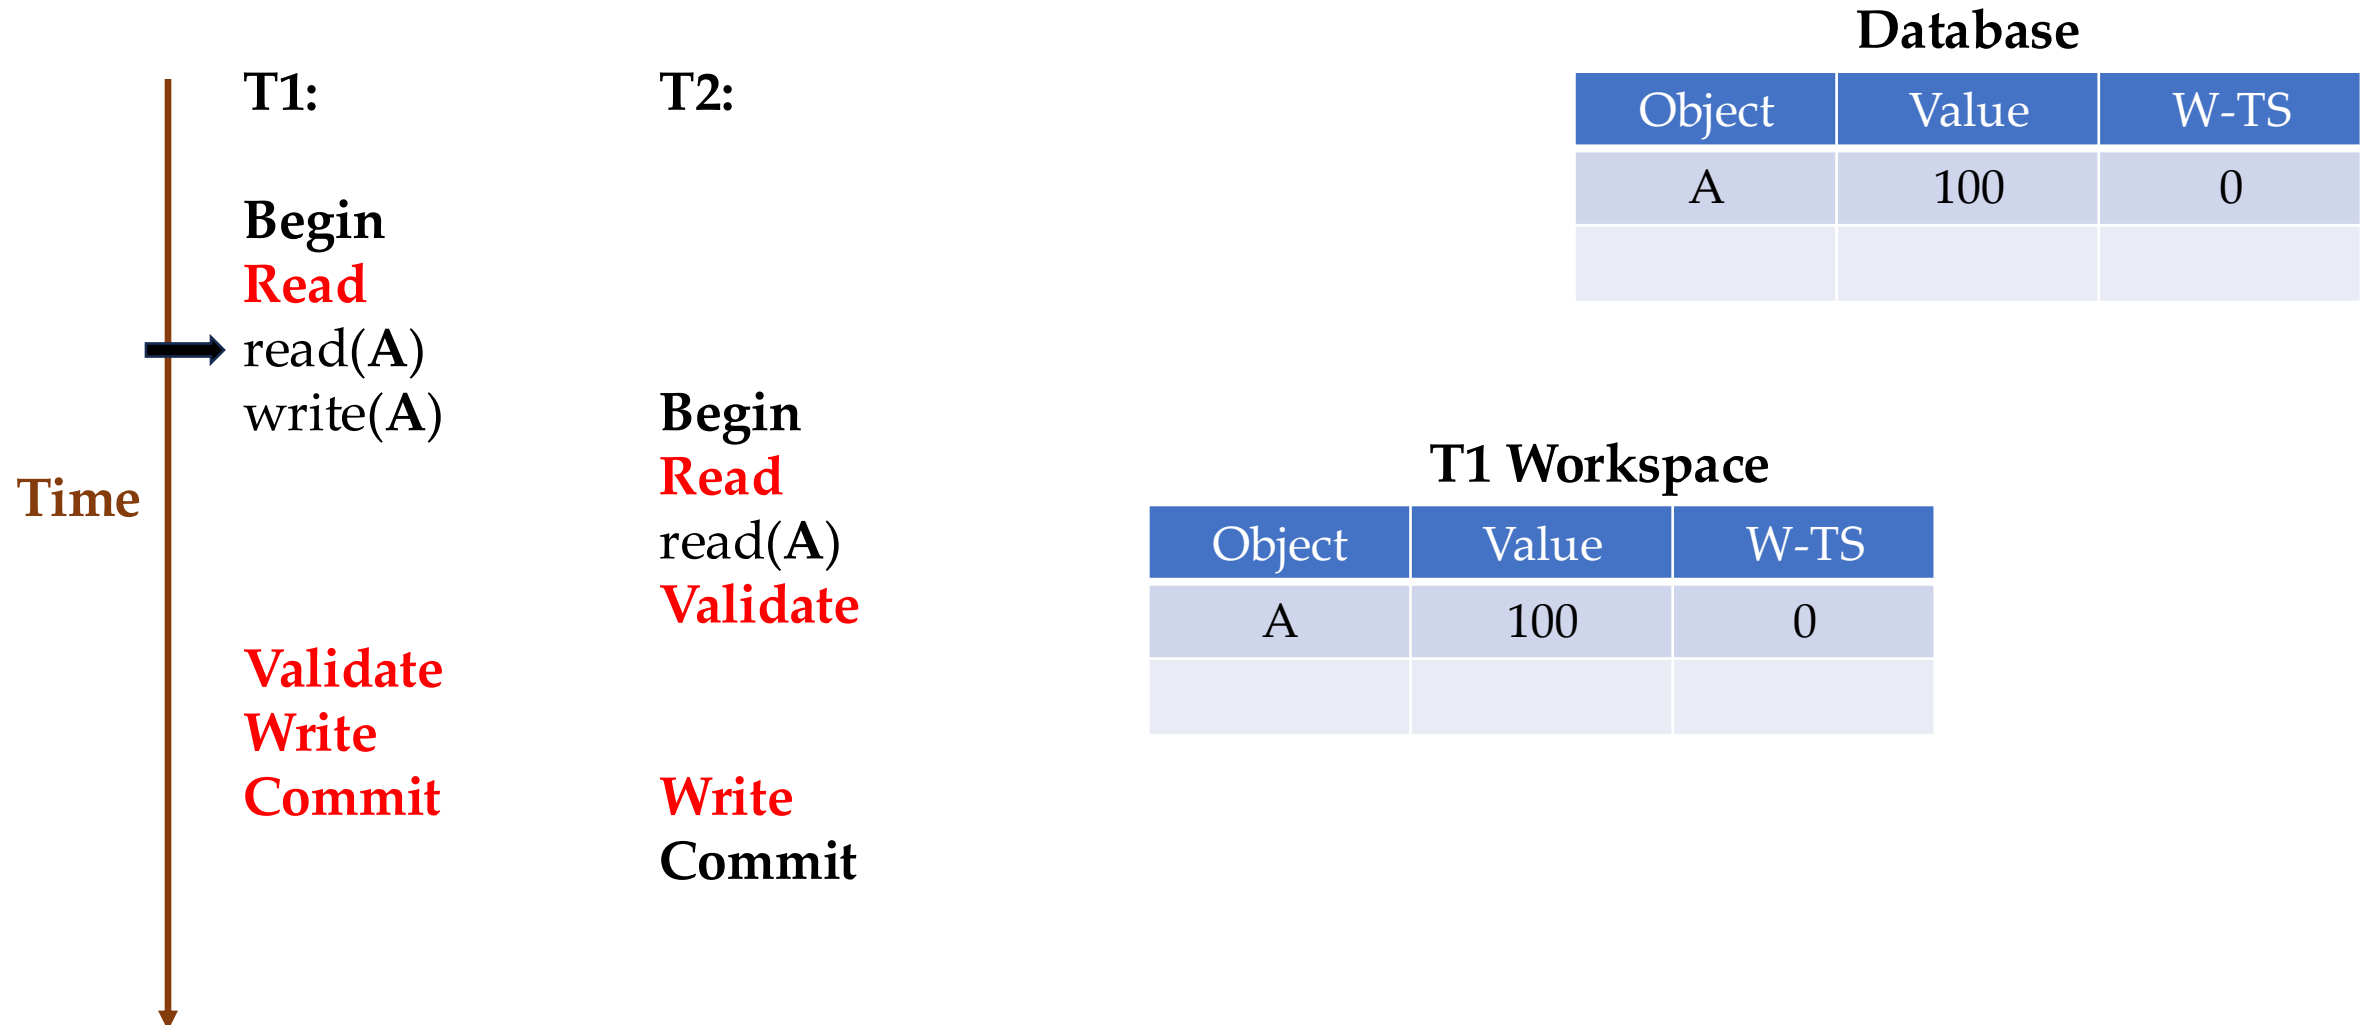 Database
T1: T2:
Object Value W-TS
A 100 0
Begin
Read
read(A)
write(A) Begin
T1 Workspace
Read
Time
read(A)
Object Value W-TS
Validate
A 100 0
Validate
Write
Commit Write
Commit